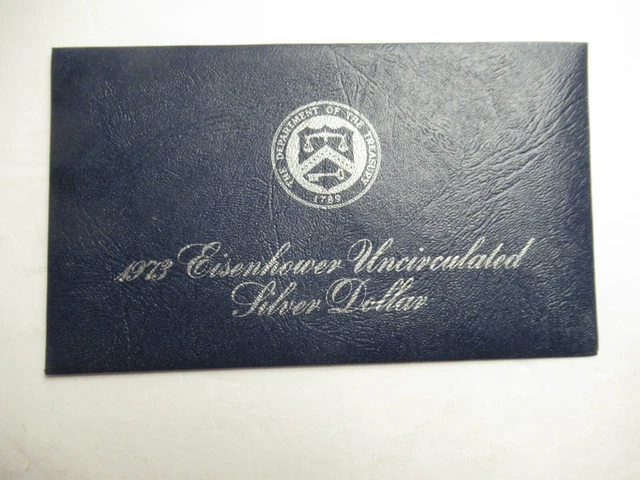 THE DEPARTMENT OF THE TREASURY
1789
1973 Eisenhower Uncirculated
Silver Dollar